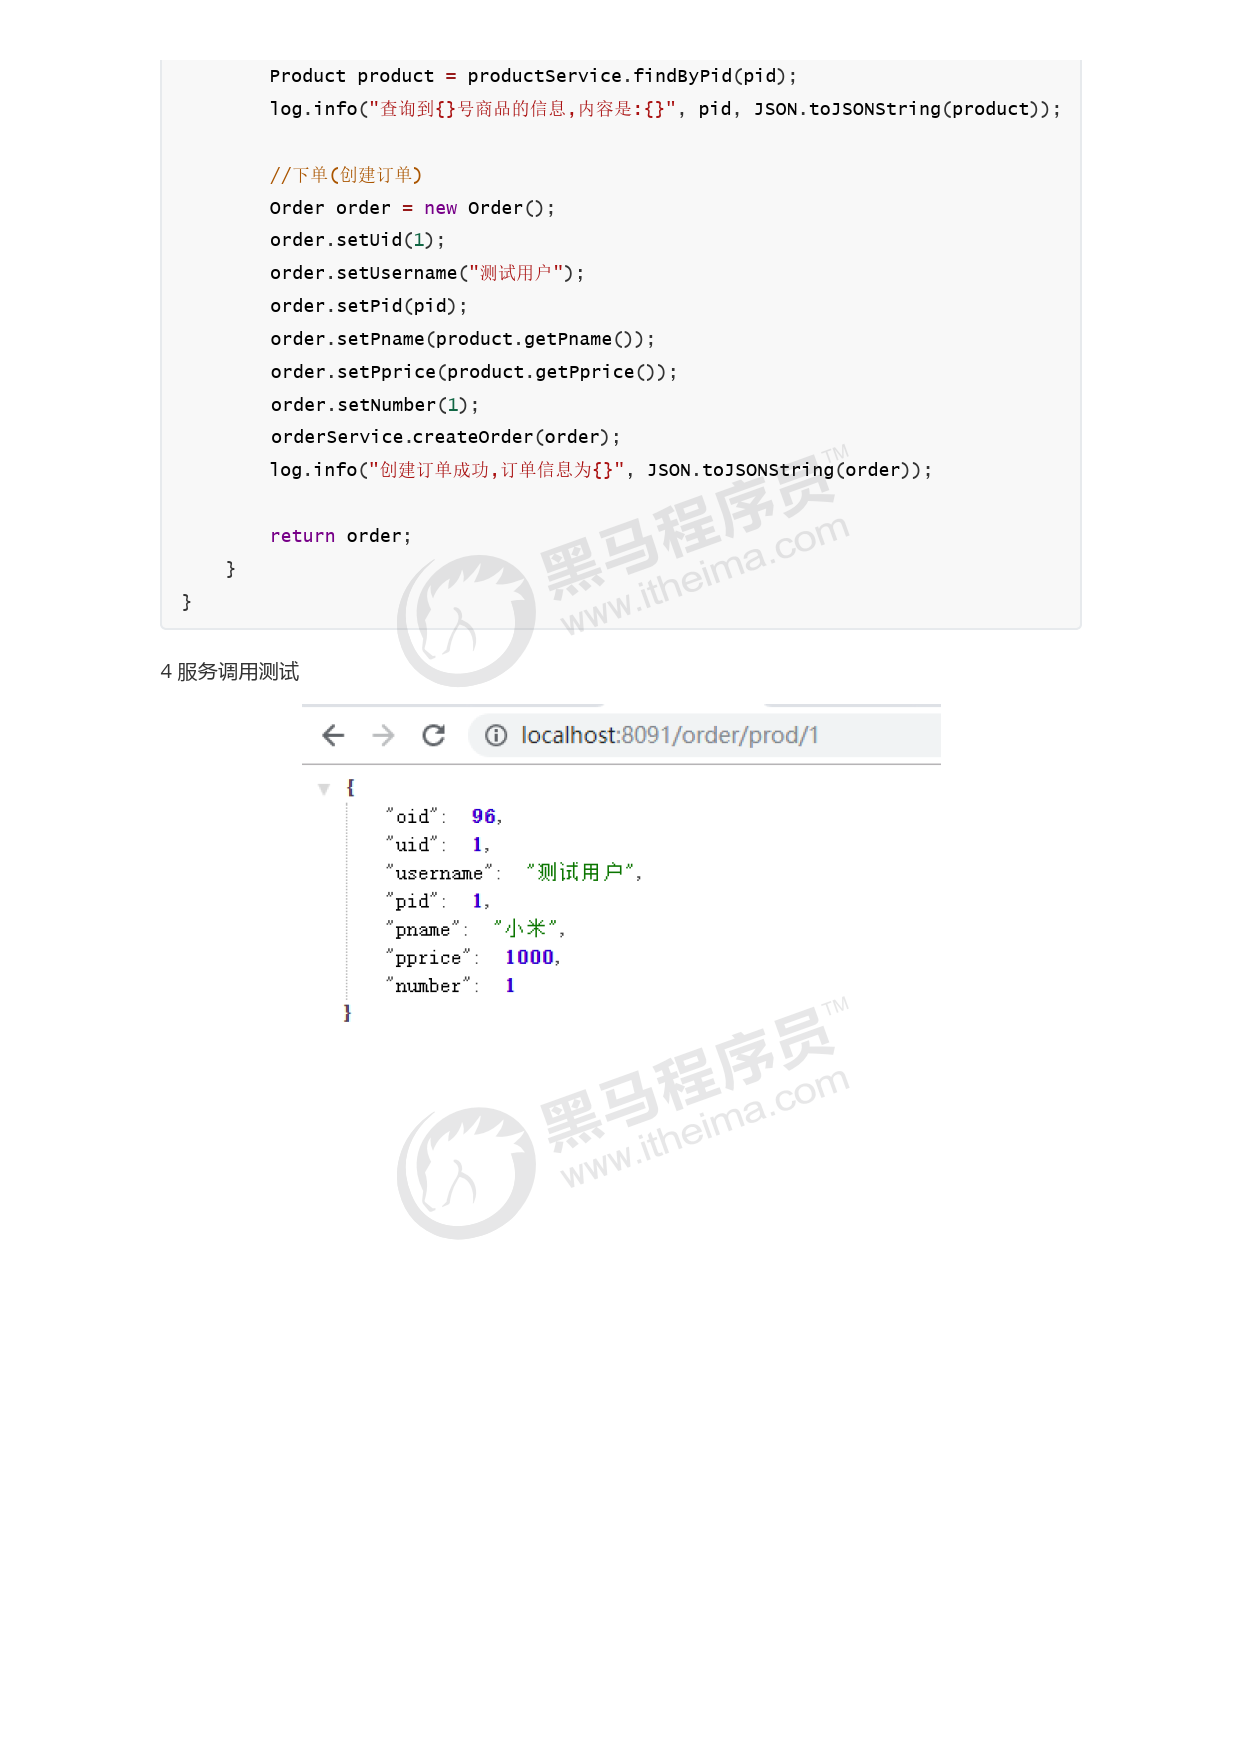 Product product = productService.findByPid(pid);
log.info("查询到{}号商品的信息,内容是:{}", pid, JSON.toJSONString(product));
//下单(创建订单)
Order order = new Order();
order.setUid(1);
order.setUsername("测试用户");
order.setPid(pid);
order.setPname(product.getPname());
order.setPprice(product.getPprice());
order.setNumber(1);
orderService.createOrder(order);
log.info("创建订单成功,订单信息为{}", JSON.toJSONString(order));
return order;
}
}
黑马程序员™
www.itheima.com
4 服务调用测试
localhost:8091/order/prod/1
{
"oid": 96,
"uid": 1,
"username": "测试用户",
"pid": 1,
"pname": "小米",
"pprice": 1000,
"number": 1
}
黑马程序员™
www.itheima.com